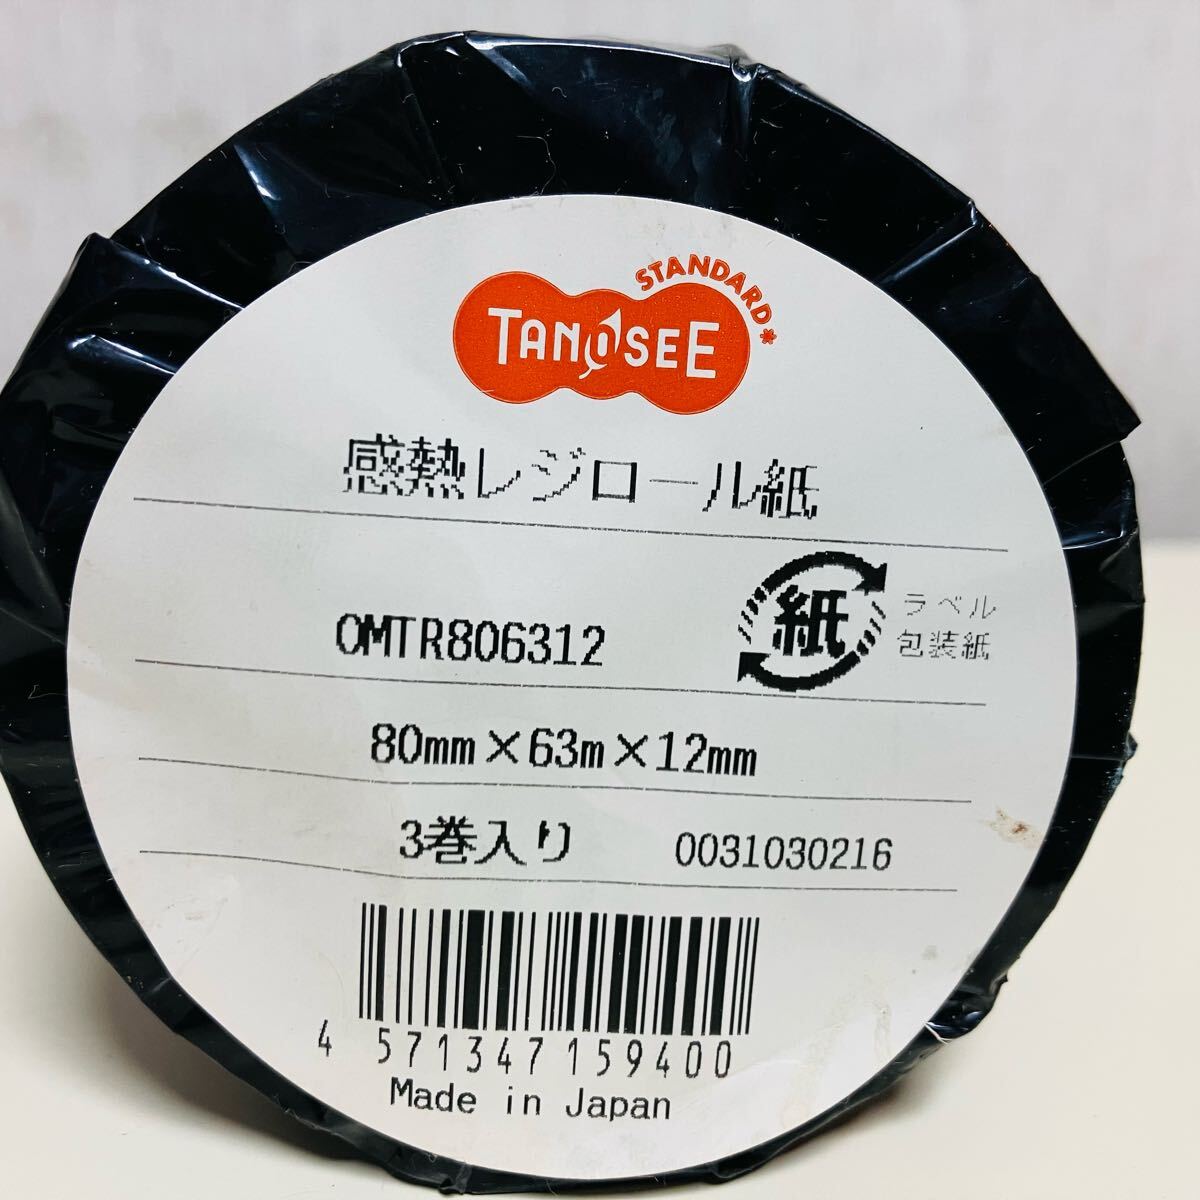 STANDARD*
TANOSEE
感熱レジロール紙
紙
ラベル
包装紙
OMTR806312
80mm×63m×12mm
3巻入り 0031030216
4 571347 159400
Made in Japan